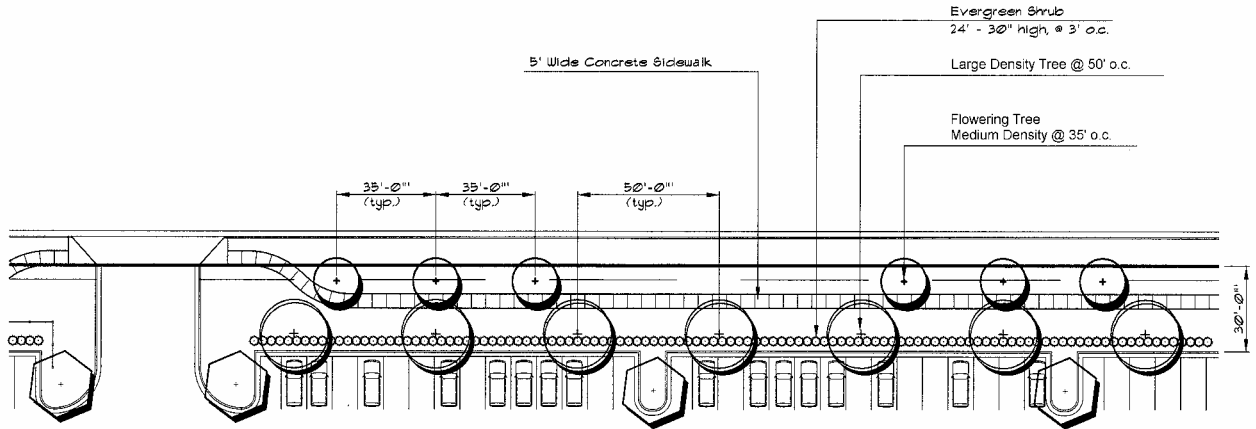 Evergreen Shrub
24' - 30" high, @ 3' o.c.
5' Wide Concrete Sidewalk
Large Density Tree @ 50' o.c.
Flowering Tree
Medium Density @ 35' o.c.
35'-0"
(typ.)
35'-0"
(typ.)
50'-0"
(typ.)
30'-0"